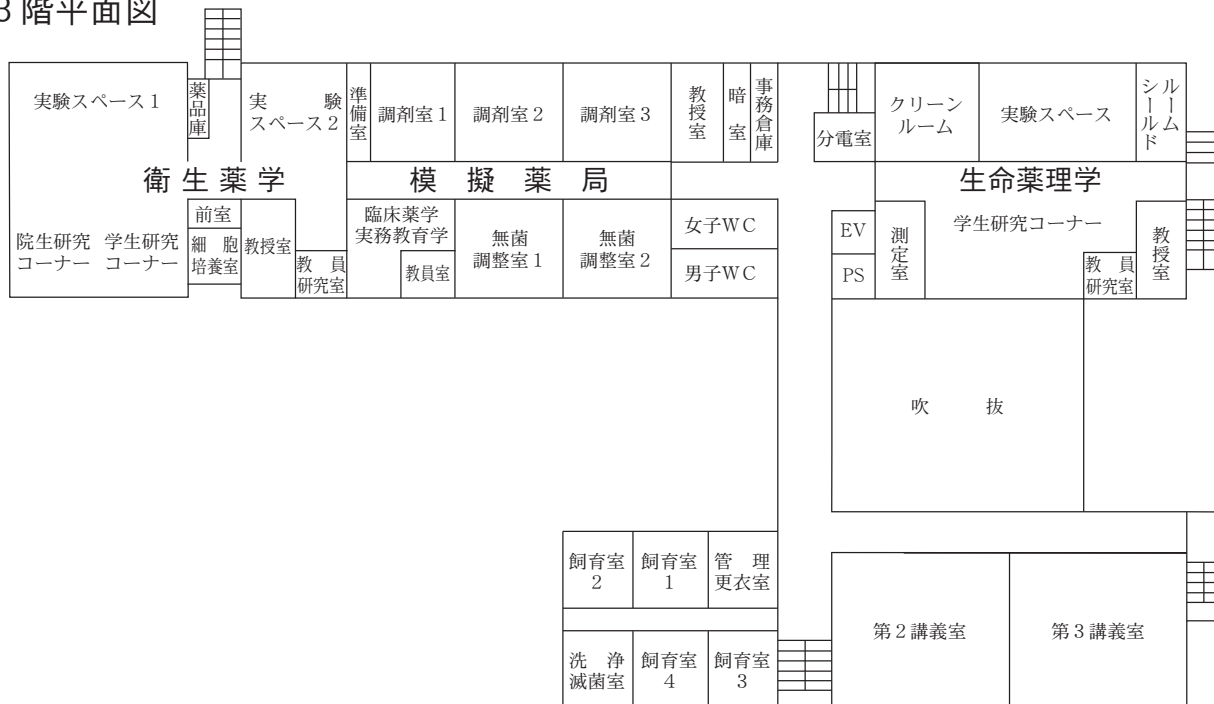 3階平面図
実験スペース1
薬品庫
実　験
スペース2
準備室
調剤室1
調剤室2
調剤室3
教授室
暗室
事務倉庫
分電室
クリーン
ルーム
実験スペース
シールド
ルーム
衛生薬学
模擬薬局
生命薬理学
院生研究
コーナー
学生研究
コーナー
前室
細　胞
培養室
教授室
教　員
研究室
臨床薬学
実務教育学
教員室
無菌
調整室1
無菌
調整室2
女子WC
男子WC
EV
PS
測定室
学生研究コーナー
教　員
研究室
教授室
吹　抜
飼育室
2
飼育室
1
管　理
更衣室
洗　浄
滅菌室
飼育室
4
飼育室
3
第2講義室
第3講義室